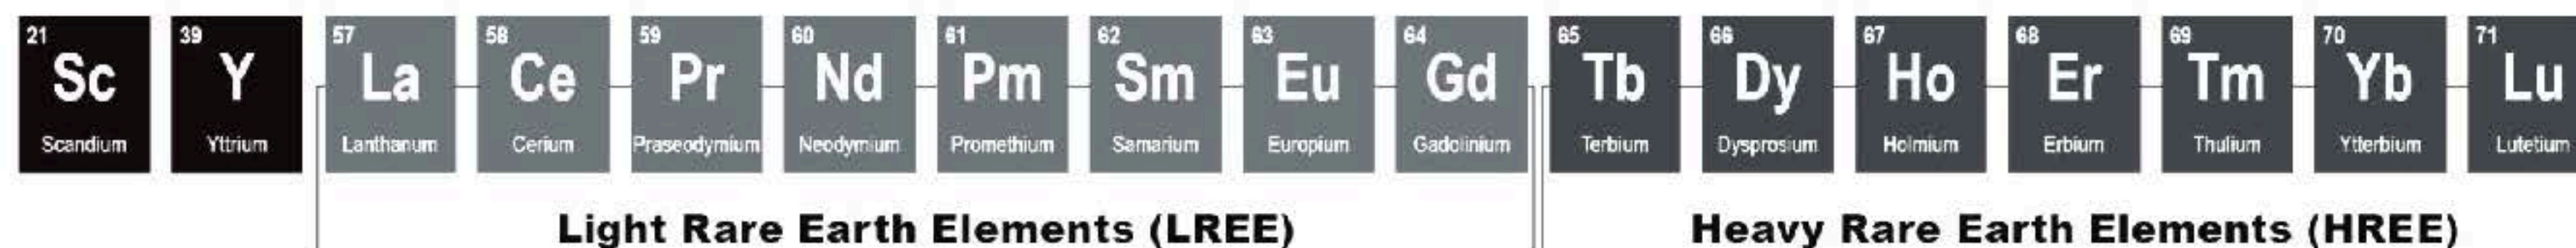 21 39 57 58 59 60 61 62 63 64 65 66 67 68 69 70 71
Sc Y La Ce Pr Nd Pm Sm Eu Gd Tb Dy Ho Er Tm Yb Lu
Scandium Yttrium Lanthanum Cerium Praseodymium Neodymium Promethium Samarium Europium Gadolinium Terbium Dysprosium Holmium Erbium Thulium Ytterbium Lutetium
Light Rare Earth Elements (LREE) Heavy Rare Earth Elements (HREE)